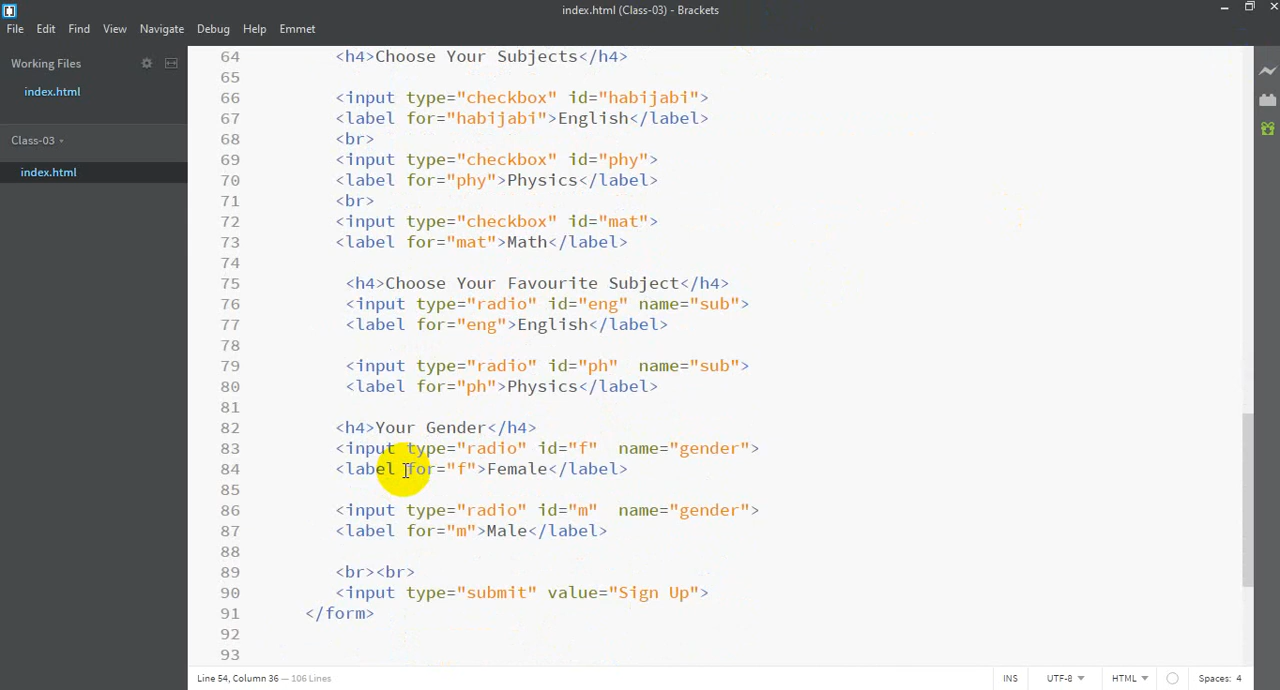 index.html (Class-03) - Brackets
File Edit Find View Navigate Debug Help Emmet
Working Files
index.html
Class-03
index.html
64 <h4>Choose Your Subjects</h4>
65
66 <input type="checkbox" id="habijabi">
67 <label for="habijabi">English</label>
68 <br>
69 <input type="checkbox" id="phy">
70 <label for="phy">Physics</label>
71 <br>
72 <input type="checkbox" id="mat">
73 <label for="mat">Math</label>
74
75 <h4>Choose Your Favourite Subject</h4>
76 <input type="radio" id="eng" name="sub">
77 <label for="eng">English</label>
78
79 <input type="radio" id="ph"  name="sub">
80 <label for="ph">Physics</label>
81
82 <h4>Your Gender</h4>
83 <input type="radio" id="f"  name="gender">
84 <label for="f">Female</label>
85
86 <input type="radio" id="m"  name="gender">
87 <label for="m">Male</label>
88
89 <br><br>
90 <input type="submit" value="Sign Up">
91 </form>
92
93
Line 54, Column 36 — 106 Lines
INS UTF-8 HTML Spaces: 4